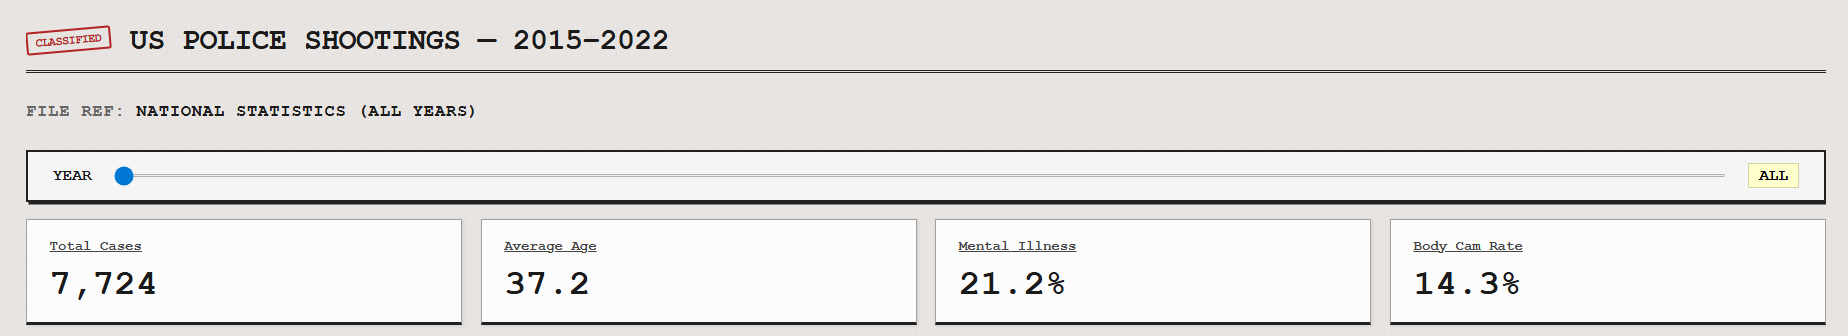 CLASSIFIED US POLICE SHOOTINGS — 2015–2022
FILE REF: NATIONAL STATISTICS (ALL YEARS)
YEAR ALL
Total Cases
7,724
Average Age
37.2
Mental Illness
21.2%
Body Cam Rate
14.3%